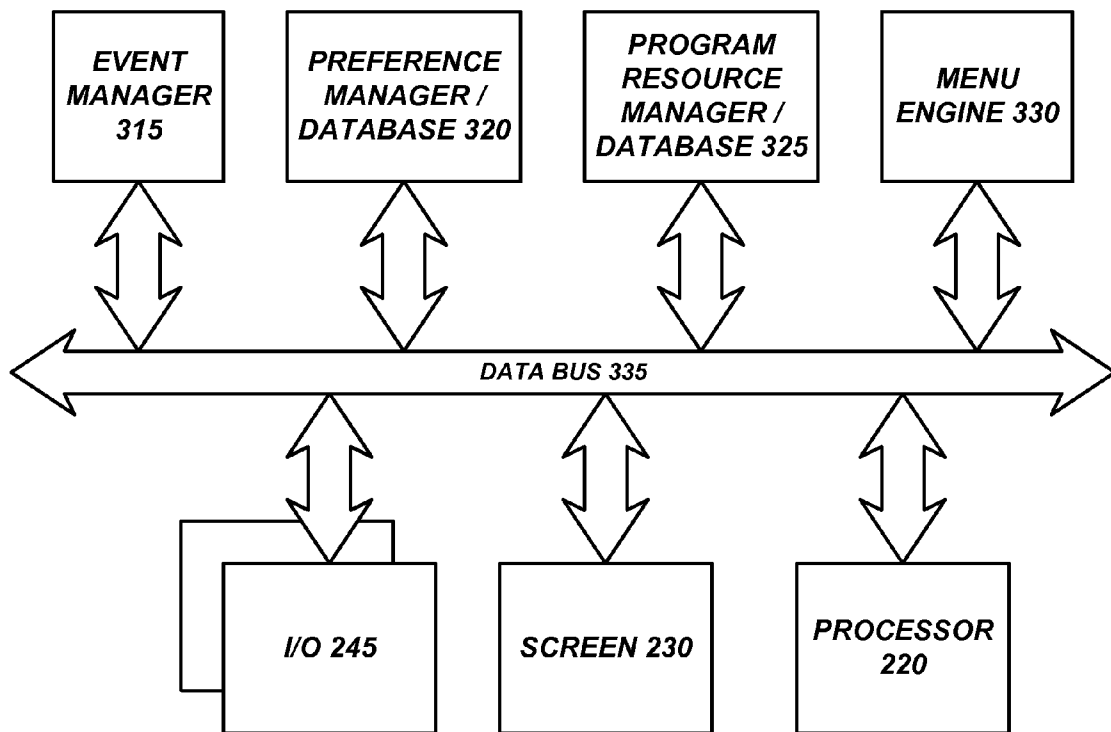 EVENT
MANAGER
315
PREFERENCE
MANAGER /
DATABASE 320
PROGRAM
RESOURCE
MANAGER /
DATABASE 325
MENU
ENGINE 330
DATA BUS 335
I/O 245
SCREEN 230
PROCESSOR
220